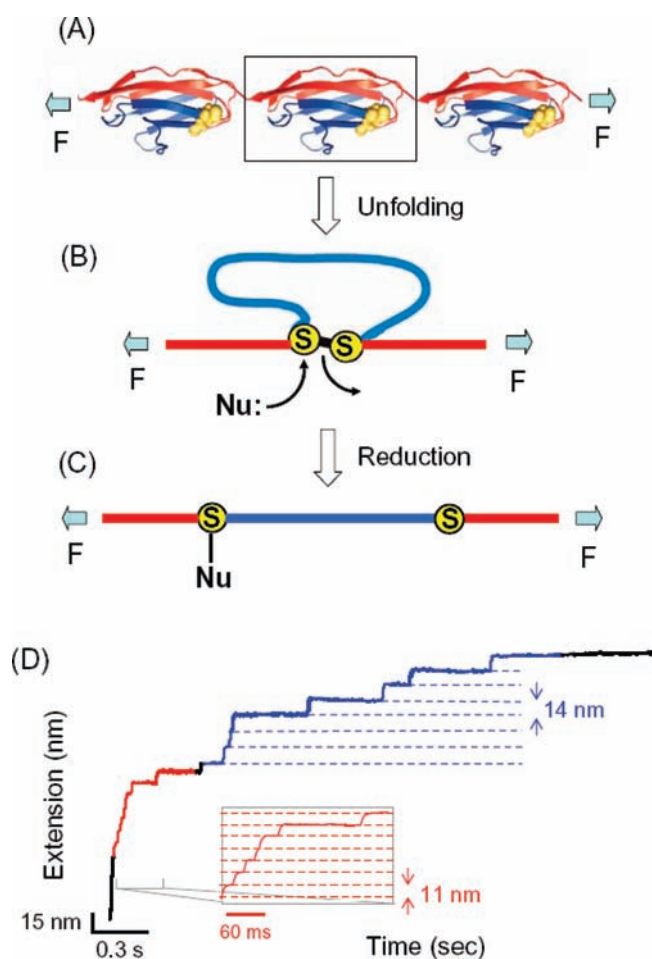 (A)
F F
Unfolding
(B)
S S
F F
Nu:
Reduction
(C)
S S
F F
Nu
(D)
Extension (nm)
14 nm
11 nm
15 nm
0.3 s
60 ms
Time (sec)